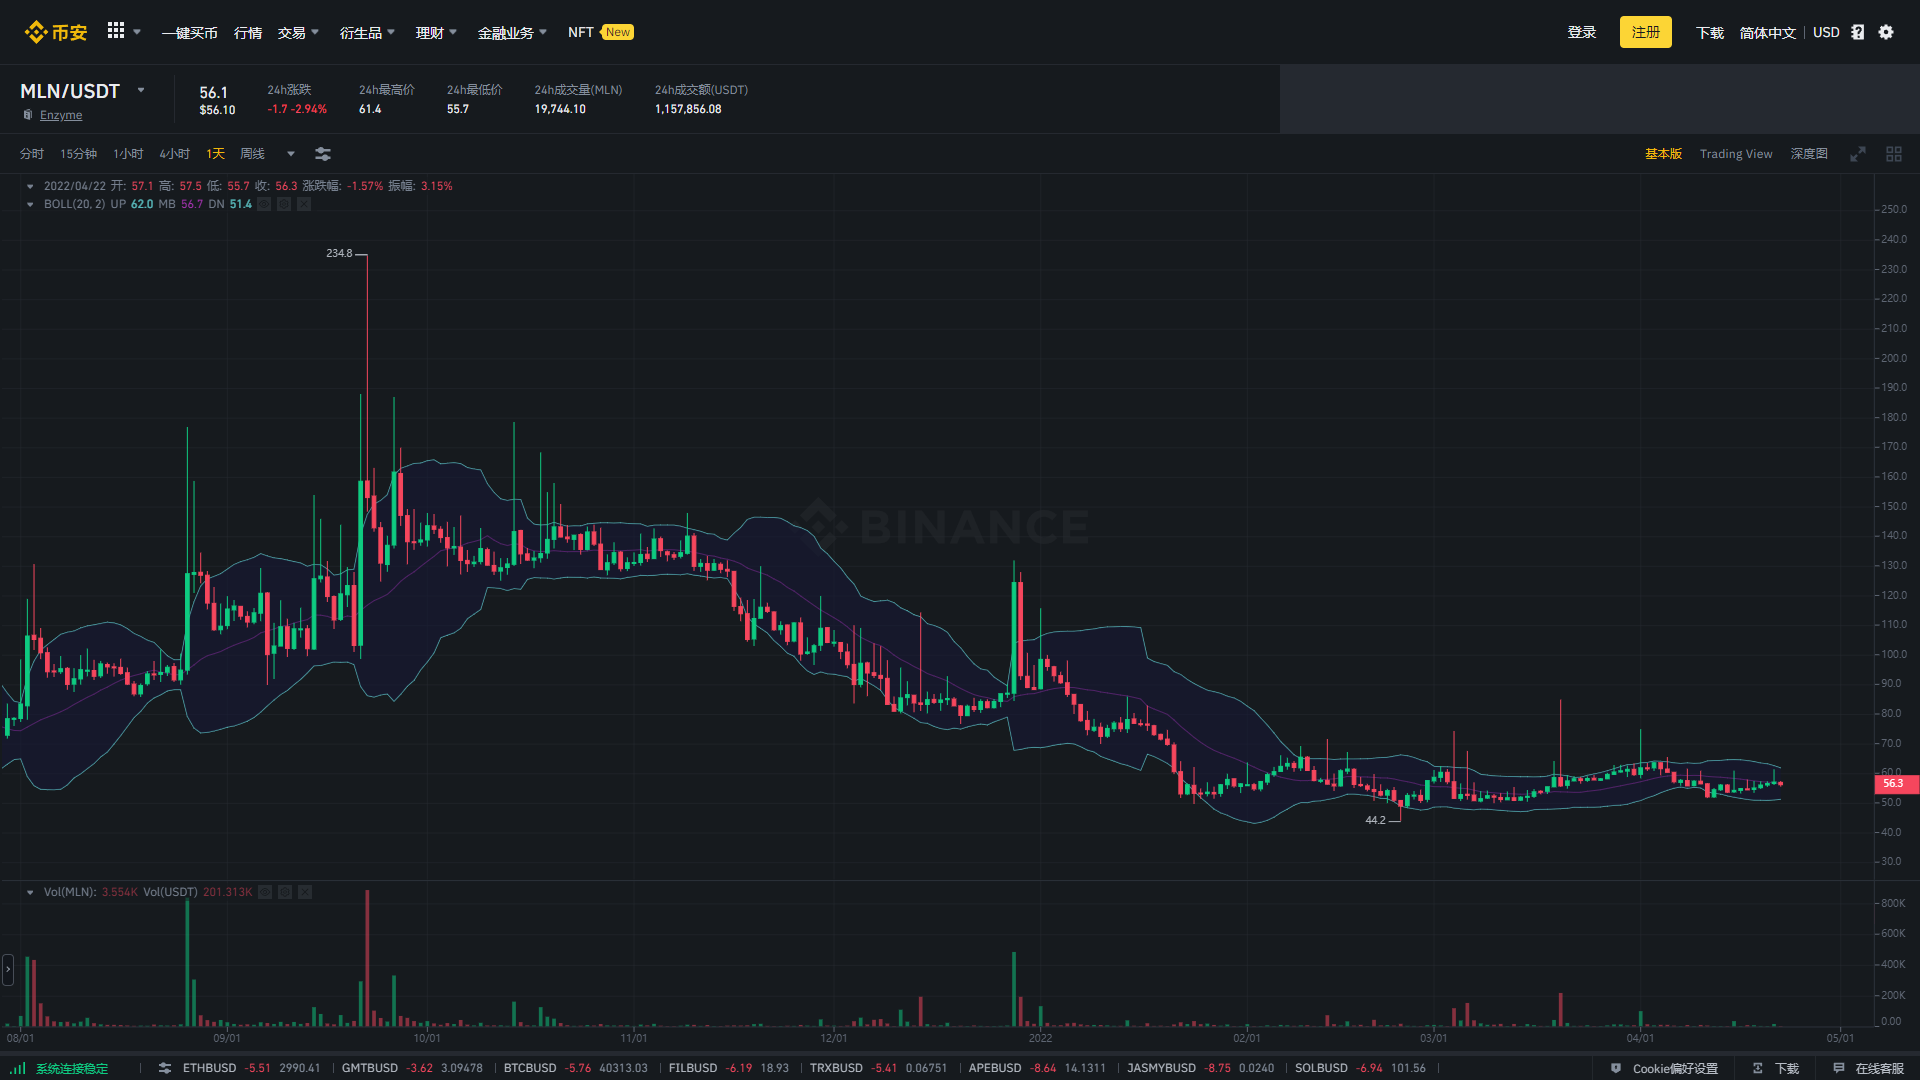 币安 一键买币 行情 交易 衍生品 理财 金融业务 NFT New 登录 注册 下载 简体中文 USD
MLN/USDT 56.1 24h涨跌 24h最高价 24h最低价 24h成交量(MLN) 24h成交额(USDT)
Enzyme $56.10 -1.7 -2.94% 61.4 55.7 19,744.10 1,157,856.08
分时 15分钟 1小时 4小时 1天 周线 基本版 Trading View 深度图
2022/04/22 开: 57.1 高: 57.5 低: 55.7 收: 56.3 涨跌幅: -1.57% 振幅: 3.15%
BOLL(20, 2) UP 62.0 MB 56.7 DN 51.4
250.0
240.0
234.8
230.0
220.0
210.0
200.0
190.0
180.0
170.0
160.0
150.0
140.0
BINANCE
130.0
120.0
110.0
100.0
90.0
80.0
70.0
60.0
56.3
50.0
44.2
40.0
30.0
Vol(MLN): 3.554K Vol(USDT) 201.313K
800K
600K
400K
200K
0.00
08/01 09/01 10/01 11/01 12/01 2022 02/01 03/01 04/01 05/01
系统连接稳定 ETHBUSD -5.51 2990.41 GMTBUSD -3.62 3.09478 BTCBUSD -5.76 40313.03 FILBUSD -6.19 18.93 TRXBUSD -5.41 0.06751 APEBUSD -8.64 14.1311 JASMYBUSD -8.75 0.0240 SOLBUSD -6.94 101.56 Cookie偏好设置 下载 在线客服